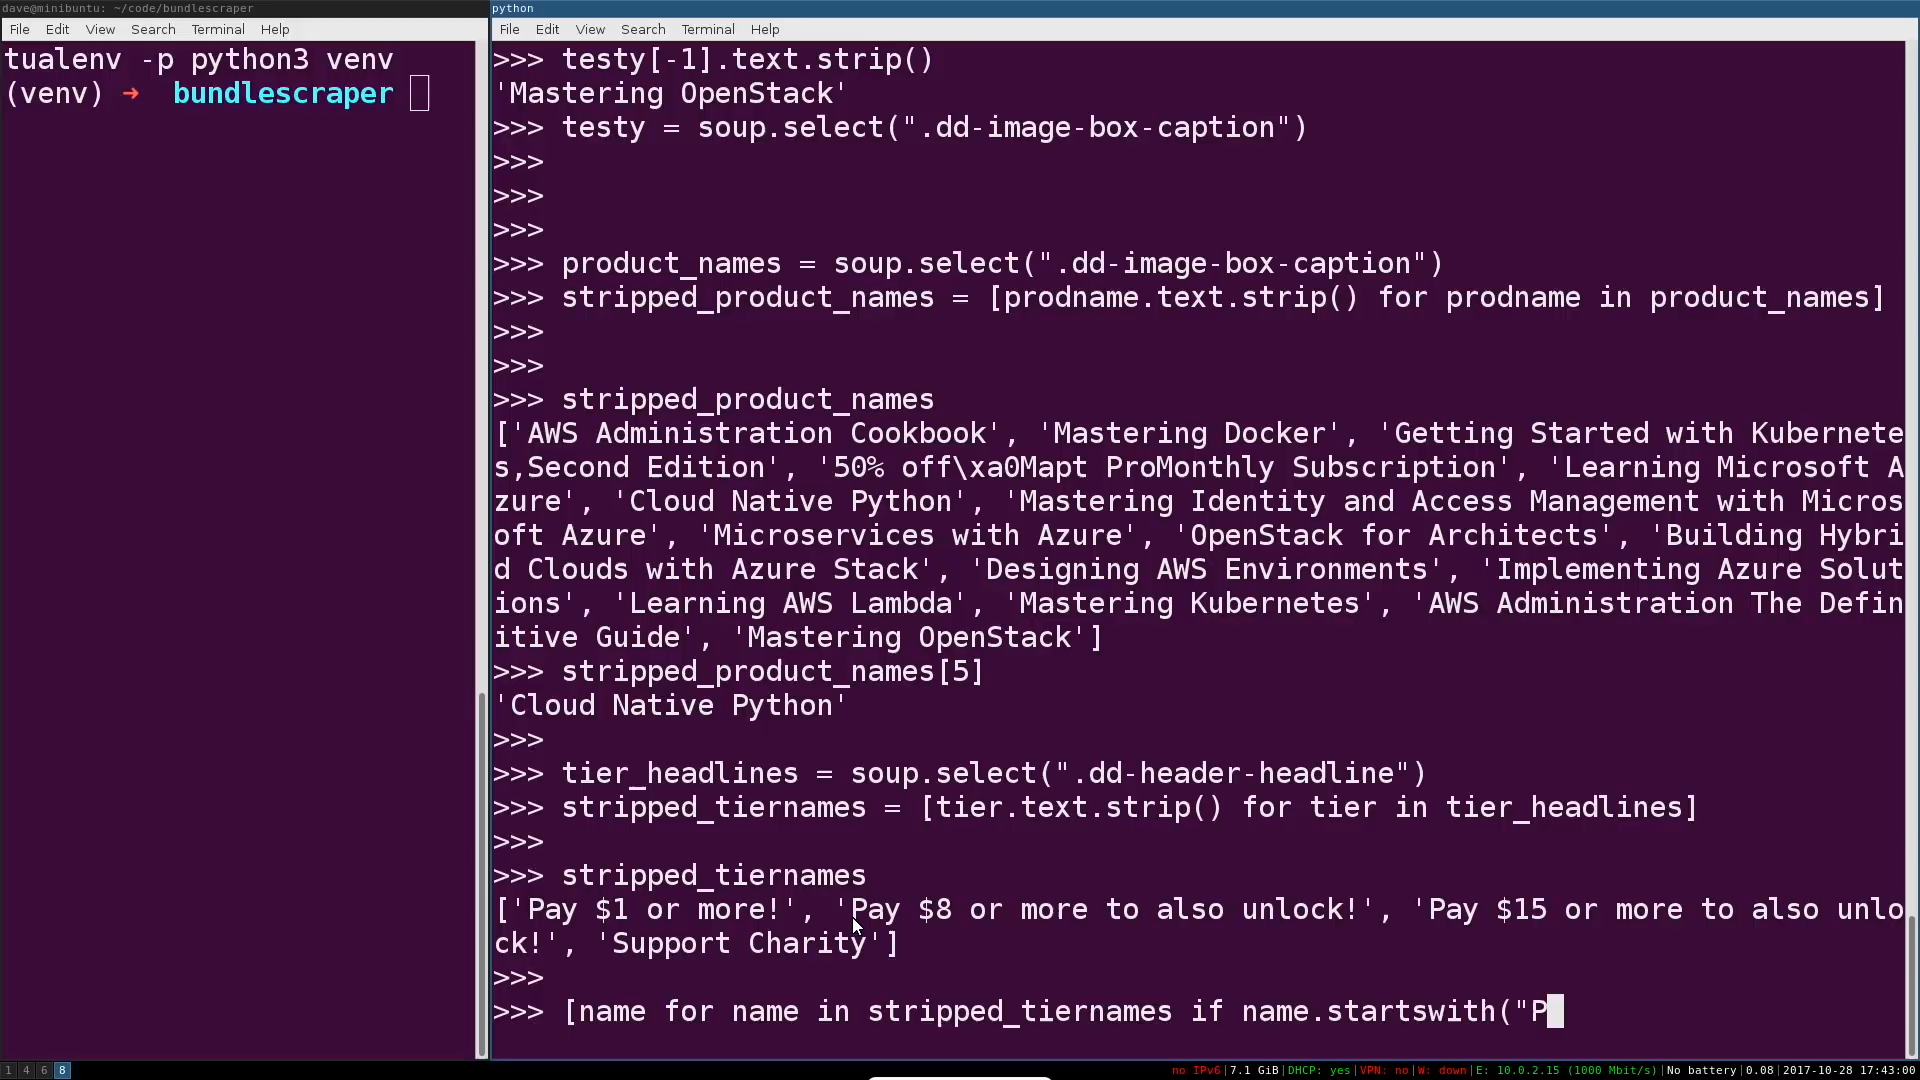 dave@minibuntu: ~/code/bundlescraper
File Edit View Search Terminal Help
tualenv -p python3 venv
(venv) ➜ bundlescraper
python
File Edit View Search Terminal Help
>>> testy[-1].text.strip()
'Mastering OpenStack'
>>> testy = soup.select(".dd-image-box-caption")
>>>
>>>
>>>
>>> product_names = soup.select(".dd-image-box-caption")
>>> stripped_product_names = [prodname.text.strip() for prodname in product_names]
>>>
>>>
>>> stripped_product_names
['AWS Administration Cookbook', 'Mastering Docker', 'Getting Started with Kubernete
s,Second Edition', '50% off\xa0Mapt ProMonthly Subscription', 'Learning Microsoft A
zure', 'Cloud Native Python', 'Mastering Identity and Access Management with Micros
oft Azure', 'Microservices with Azure', 'OpenStack for Architects', 'Building Hybri
d Clouds with Azure Stack', 'Designing AWS Environments', 'Implementing Azure Solut
ions', 'Learning AWS Lambda', 'Mastering Kubernetes', 'AWS Administration The Defin
itive Guide', 'Mastering OpenStack']
>>> stripped_product_names[5]
'Cloud Native Python'
>>>
>>> tier_headlines = soup.select(".dd-header-headline")
>>> stripped_tiernames = [tier.text.strip() for tier in tier_headlines]
>>>
>>> stripped_tiernames
['Pay $1 or more!', 'Pay $8 or more to also unlock!', 'Pay $15 or more to also unlo
ck!', 'Support Charity']
>>>
>>> [name for name in stripped_tiernames if name.startswith("P
1 4 6 8
no IPv6|7.1 GiB|DHCP: yes|VPN: no|W: down|E: 10.0.2.15 (1000 Mbit/s)|No battery|0.08|2017-10-28 17:43:00